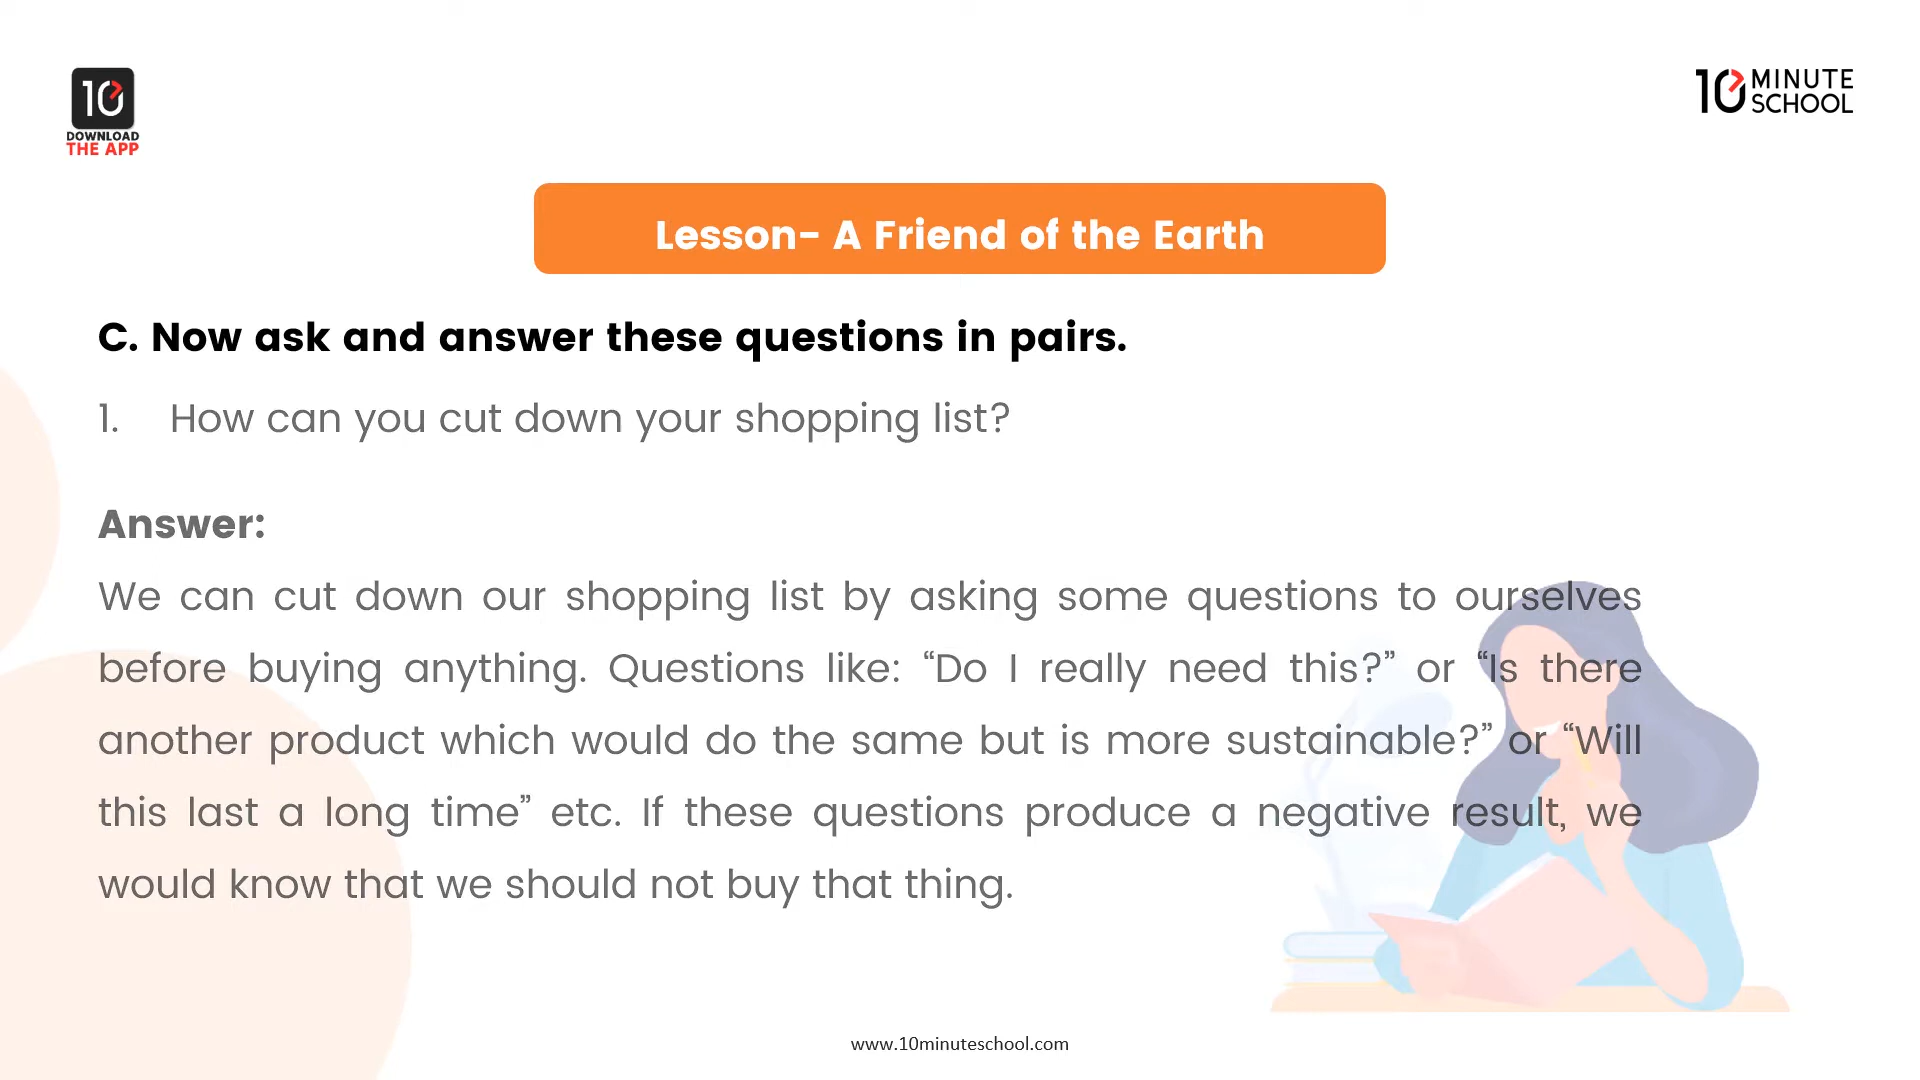 10
DOWNLOAD
THE APP
10 MINUTE
SCHOOL
Lesson- A Friend of the Earth
C. Now ask and answer these questions in pairs.
1. How can you cut down your shopping list?
Answer:
We can cut down our shopping list by asking some questions to ourselves
before buying anything. Questions like: “Do I really need this?” or “Is there
another product which would do the same but is more sustainable?” or “Will
this last a long time” etc. If these questions produce a negative result, we
would know that we should not buy that thing.
www.10minuteschool.com